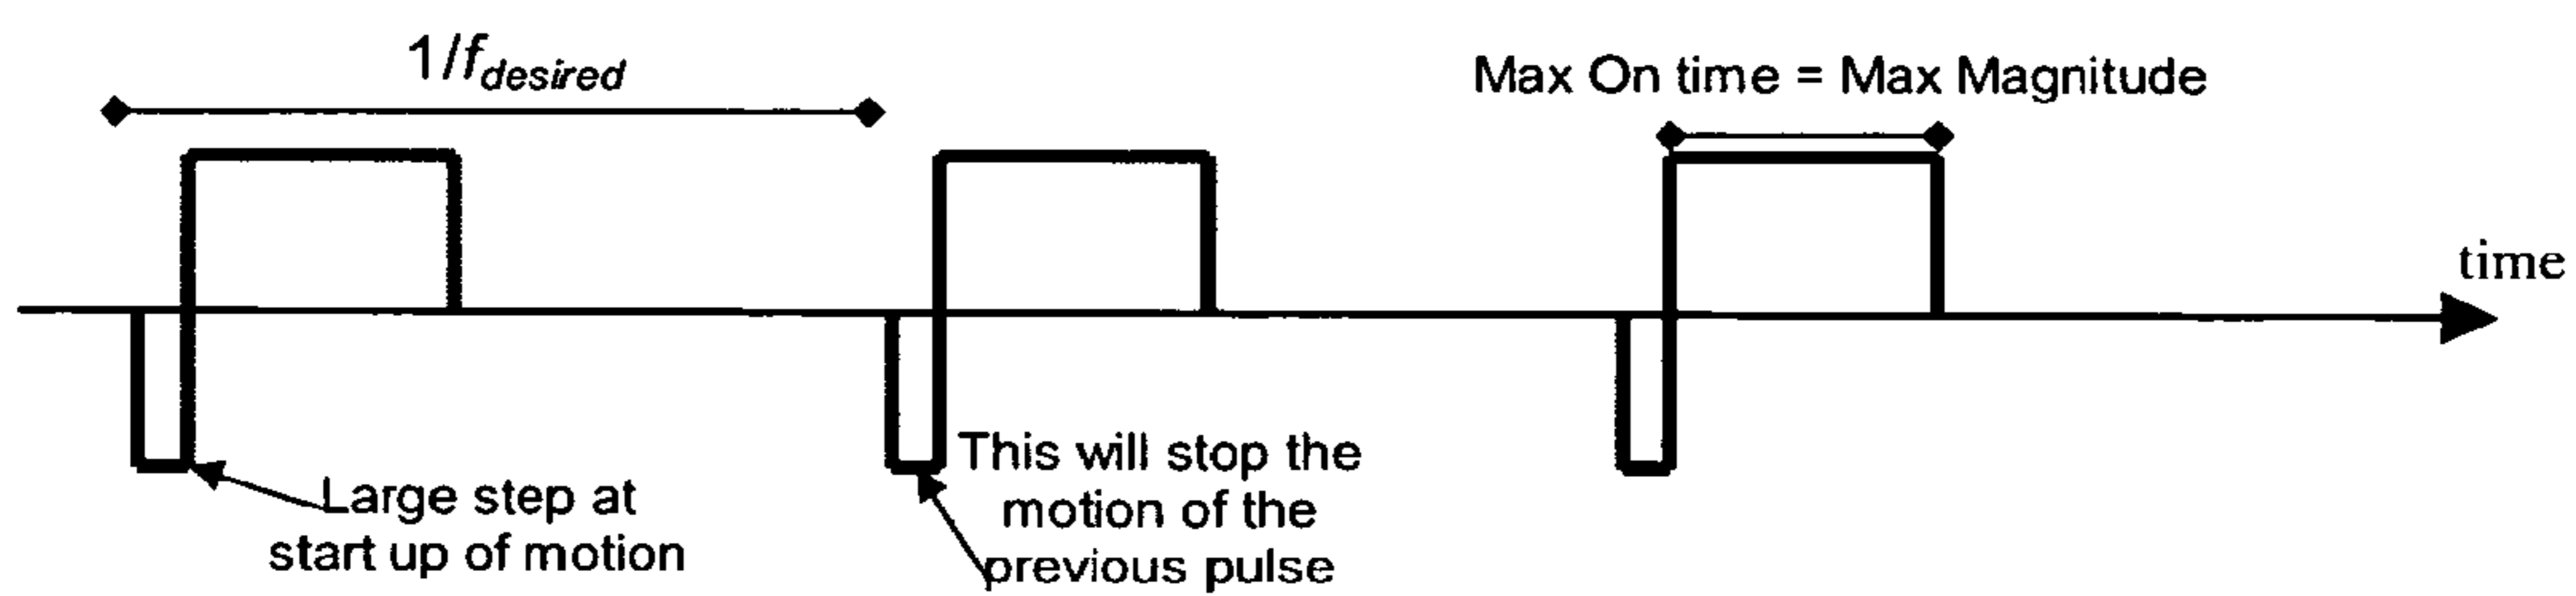 1/f_desired
Max On time = Max Magnitude
time
Large step at
start up of motion
This will stop the
motion of the
previous pulse